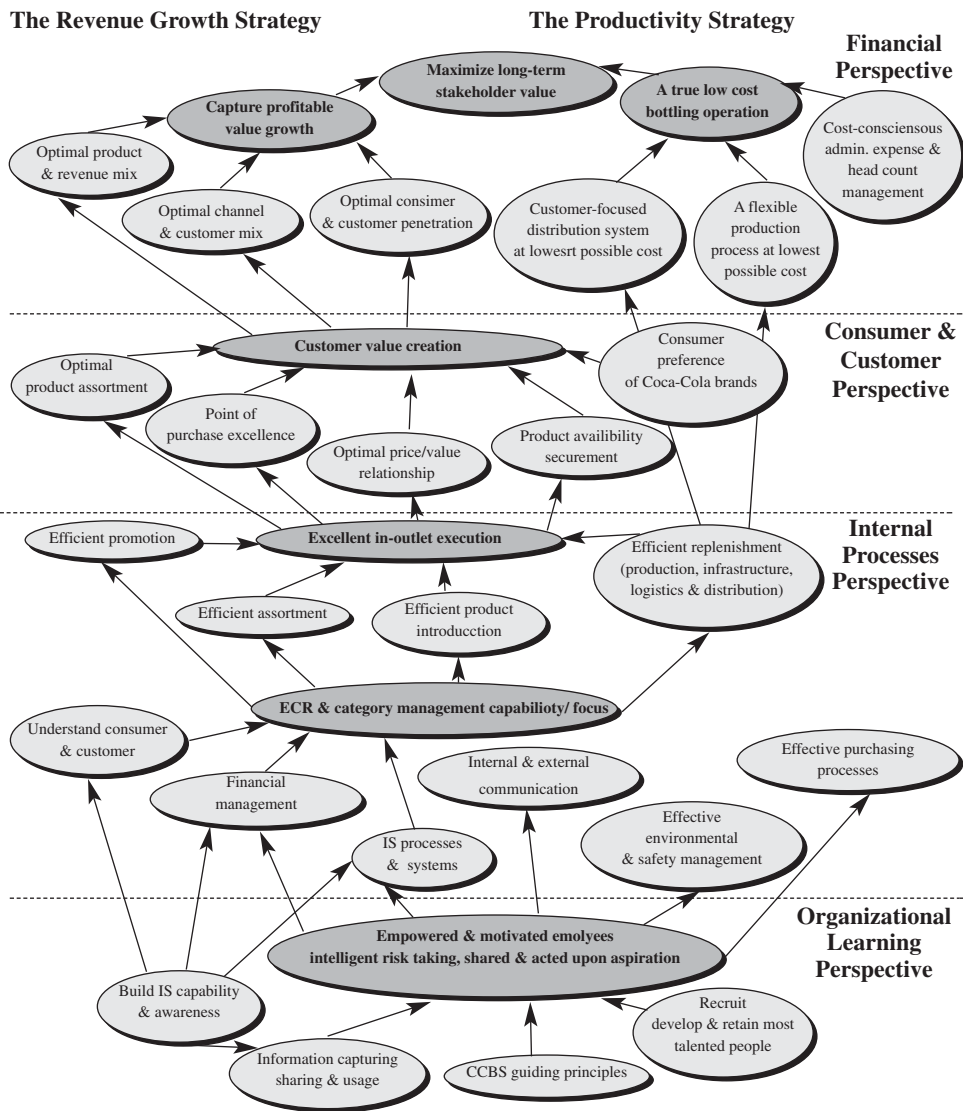 The Revenue Growth Strategy
The Productivity Strategy
Financial
Perspective
Maximize long-term
stakeholder value
Capture profitable
value growth
A true low cost
bottling operation
Optimal product
& revenue mix
Optimal channel
& customer mix
Optimal consimer
& customer penetration
Customer-focused
distribution system
at lowesrt possible cost
A flexible
production
process at lowest
possible cost
Cost-consciensous
admin. expense &
head count
management
Consumer &
Customer
Perspective
Customer value creation
Consumer
preference
of Coca-Cola brands
Optimal
product assortment
Point of
purchase excellence
Optimal price/value
relationship
Product availibility
securement
Internal
Processes
Perspective
Efficient promotion
Excellent in-outlet execution
Efficient replenishment
(production, infrastructure,
logistics & distribution)
Efficient assortment
Efficient product
introducction
ECR & category management capabilioty/ focus
Understand consumer
& customer
Financial
management
Internal & external
communication
Effective purchasing
processes
IS processes
& systems
Effective
environmental
& safety management
Organizational
Learning
Perspective
Empowered & motivated emolyees
intelligent risk taking, shared & acted upon aspiration
Build IS capability
& awareness
Information capturing
sharing & usage
CCBS guiding principles
Recruit
develop & retain most
talented people